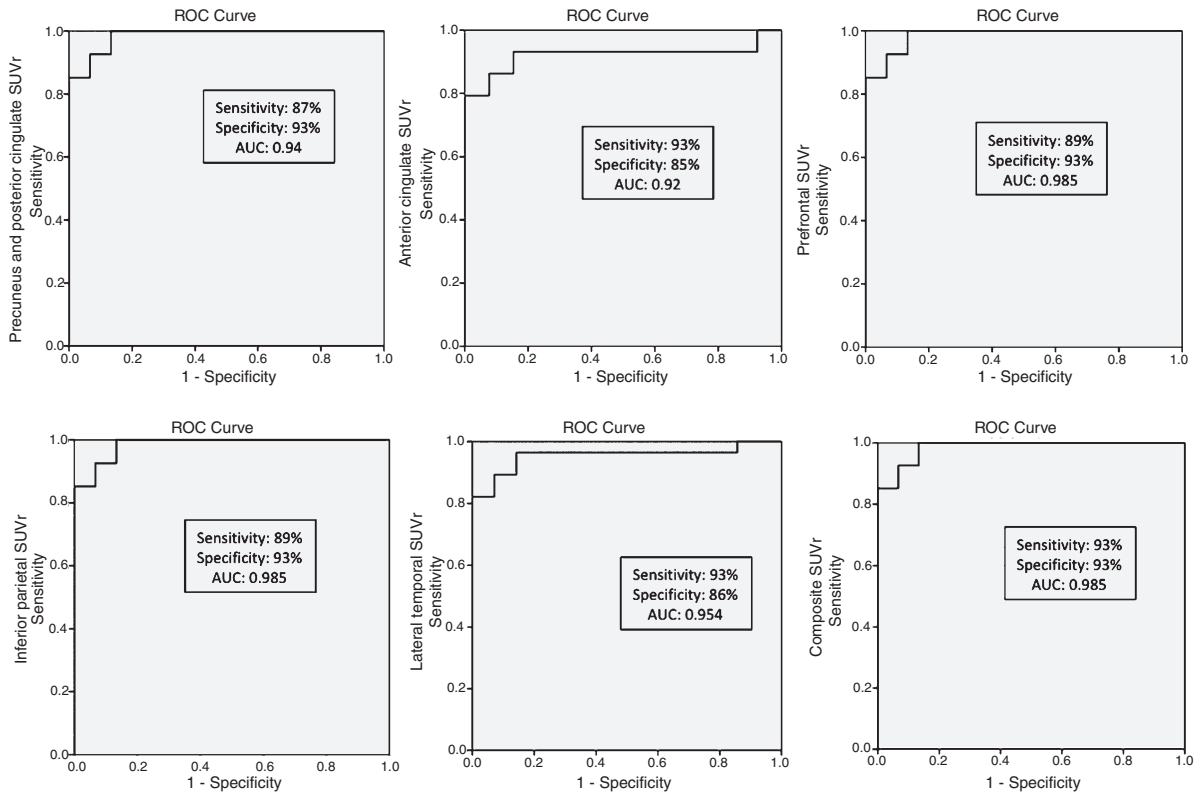 ROC Curve
Precuneus and posterior cingulate SUVr
Sensitivity
1.0
0.8
0.6
0.4
0.2
0.0
Sensitivity: 87%
Specificity: 93%
AUC: 0.94
0.0 0.2 0.4 0.6 0.8 1.0
1 - Specificity
ROC Curve
Anterior cingulate SUVr
Sensitivity
1.0
0.8
0.6
0.4
0.2
0.0
Sensitivity: 93%
Specificity: 85%
AUC: 0.92
0.0 0.2 0.4 0.6 0.8 1.0
1 - Specificity
ROC Curve
Prefrontal SUVr
Sensitivity
1.0
0.8
0.6
0.4
0.2
0.0
Sensitivity: 89%
Specificity: 93%
AUC: 0.985
0.0 0.2 0.4 0.6 0.8 1.0
1 - Specificity
ROC Curve
Inferior parietal SUVr
Sensitivity
1.0
0.8
0.6
0.4
0.2
0.0
Sensitivity: 89%
Specificity: 93%
AUC: 0.985
0.0 0.2 0.4 0.6 0.8 1.0
1 - Specificity
ROC Curve
Lateral temporal SUVr
Sensitivity
1.0
0.8
0.6
0.4
0.2
0.0
Sensitivity: 93%
Specificity: 86%
AUC: 0.954
0.0 0.2 0.4 0.6 0.8 1.0
1 - Specificity
ROC Curve
Composite SUVr
Sensitivity
1.0
0.8
0.6
0.4
0.2
0.0
Sensitivity: 93%
Specificity: 93%
AUC: 0.985
0.0 0.2 0.4 0.6 0.8 1.0
1 - Specificity